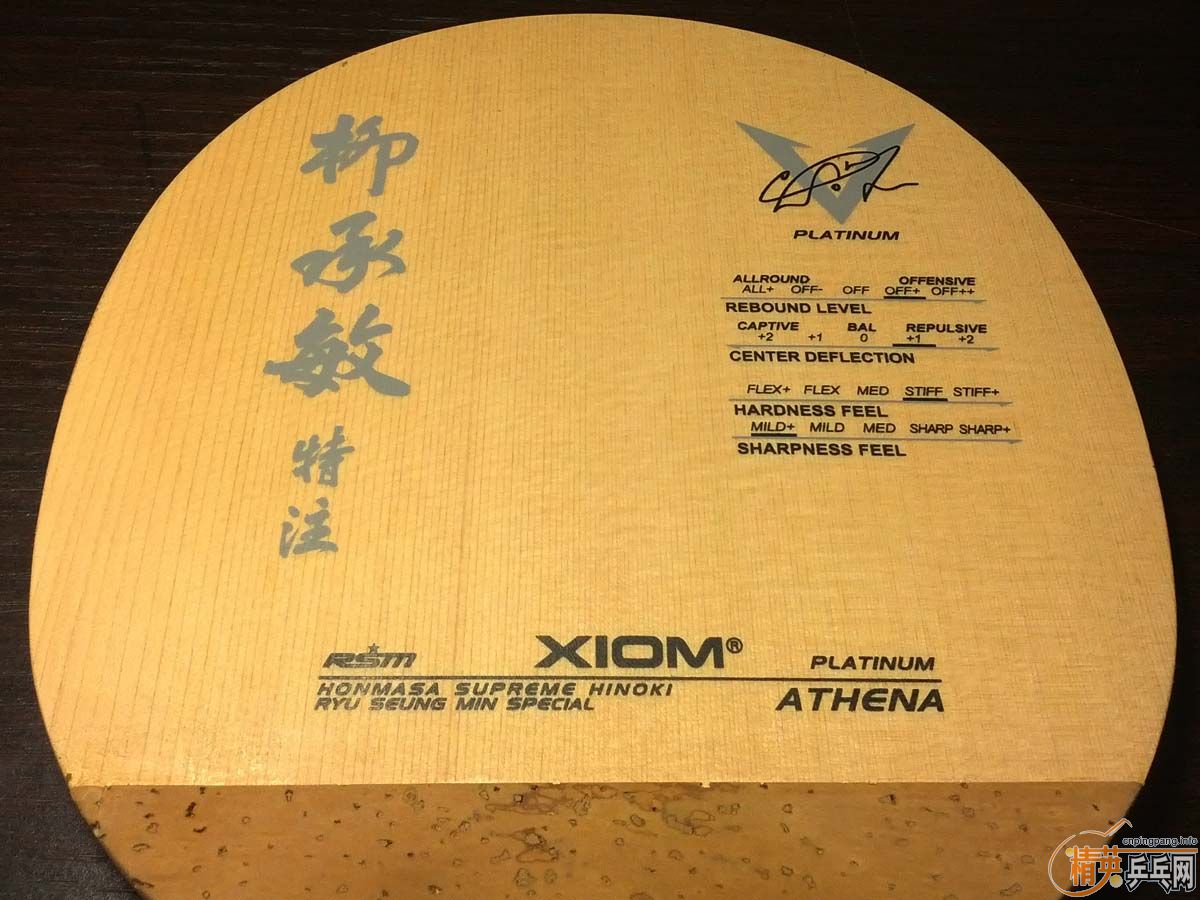 柳承敏特注
PLATINUM
ALLROUND OFFENSIVE
ALL+ OFF- OFF OFF+ OFF++
REBOUND LEVEL
CAPTIVE BAL REPULSIVE
+2 +1 0 +1 +2
CENTER DEFLECTION
FLEX+ FLEX MED STIFF STIFF+
HARDNESS FEEL
MILD+ MILD MED SHARP SHARP+
SHARPNESS FEEL
RSM XIOM® PLATINUM
HONMASA SUPREME HINOKI
RYU SEUNG MIN SPECIAL
ATHENA
cnpingpang.info
精英乒乓网